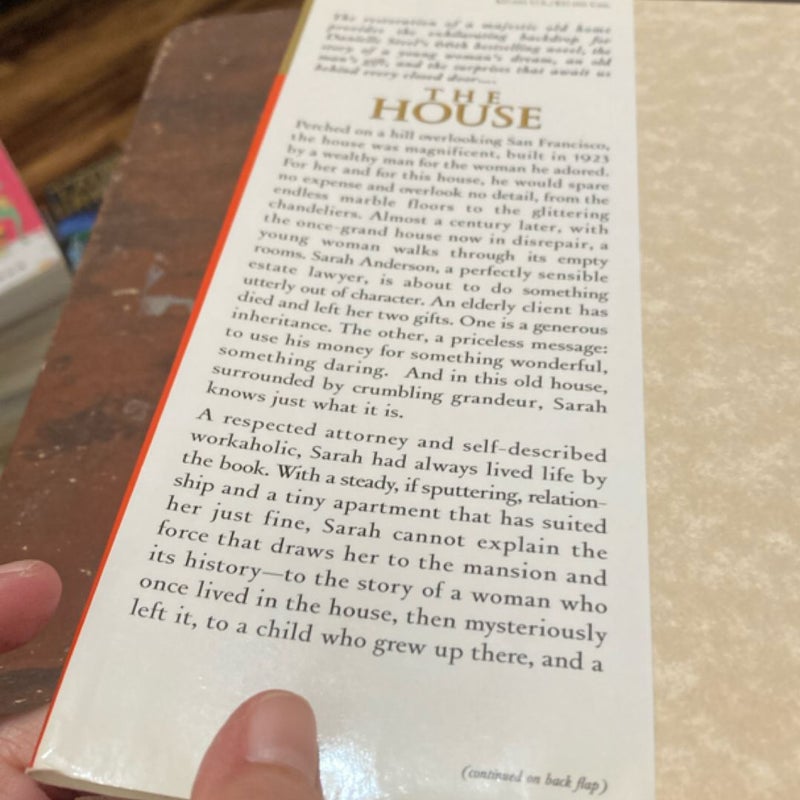 The restoration of a majestic old home
provides the exhilarating backdrop for
Danielle Steel's 66th bestselling novel, the
story of a young woman's dream, an old
man's gift, and the surprises that await us
behind every closed door....
THE
HOUSE
Perched on a hill overlooking San Francisco,
the house was magnificent, built in 1923
by a wealthy man for the woman he adored.
For her and for this house, he would spare
no expense and overlook no detail, from the
endless marble floors to the glittering
chandeliers. Almost a century later, with
the once-grand house now in disrepair, a
young woman walks through its empty
rooms. Sarah Anderson, a perfectly sensible
estate lawyer, is about to do something
utterly out of character. An elderly client has
died and left her two gifts. One is a generous
inheritance. The other, a priceless message:
to use his money for something wonderful,
something daring. And in this old house,
surrounded by crumbling grandeur, Sarah
knows just what it is.
A respected attorney and self-described
workaholic, Sarah had always lived life by
the book. With a steady, if sputtering, relation-
ship and a tiny apartment that has suited
her just fine, Sarah cannot explain the
force that draws her to the mansion and
its history—to the story of a woman who
once lived in the house, then mysteriously
left it, to a child who grew up there, and a
(continued on back flap)